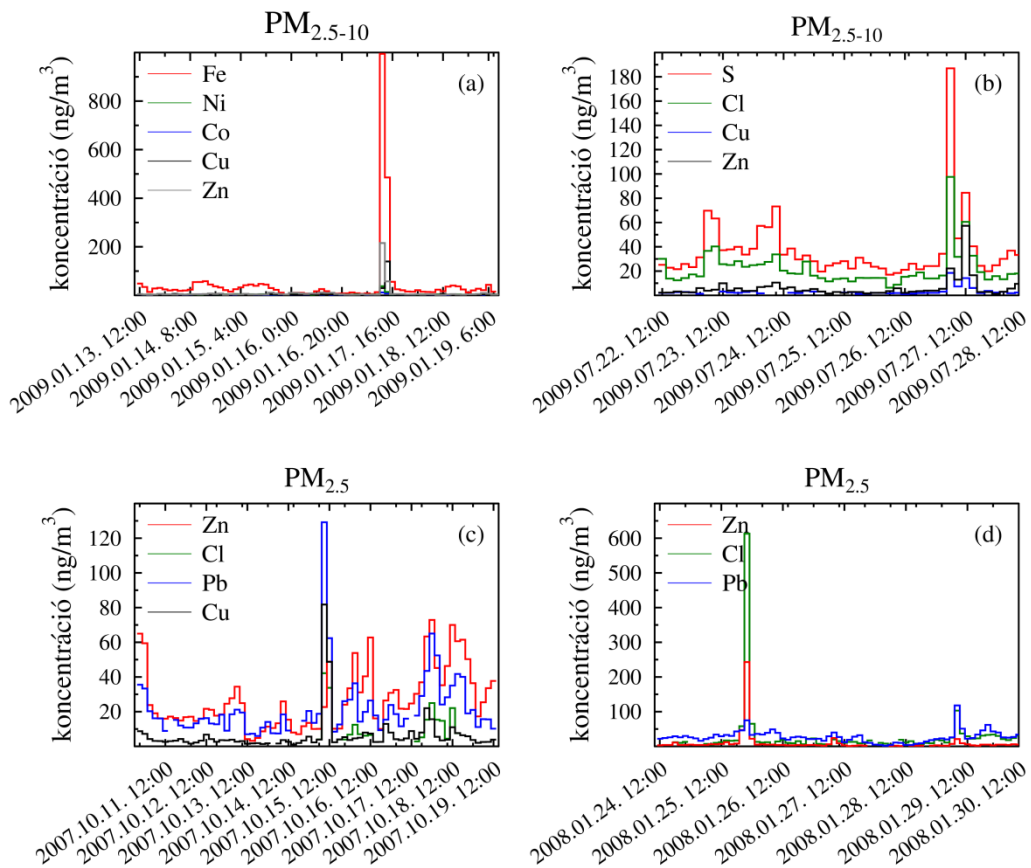 PM2.5-10
koncentráció (ng/m3)
800
600
400
200
Fe
Ni
Co
Cu
Zn
(a)
2009.01.13. 12:00
2009.01.14. 8:00
2009.01.15. 4:00
2009.01.16. 0:00
2009.01.16. 20:00
2009.01.17. 16:00
2009.01.18. 12:00
2009.01.19. 6:00
PM2.5-10
koncentráció (ng/m3)
180
160
140
120
100
80
60
40
20
S
Cl
Cu
Zn
(b)
2009.07.22. 12:00
2009.07.23. 12:00
2009.07.24. 12:00
2009.07.25. 12:00
2009.07.26. 12:00
2009.07.27. 12:00
2009.07.28. 12:00
PM2.5
koncentráció (ng/m3)
120
100
80
60
40
20
Zn
Cl
Pb
Cu
(c)
2007.10.11. 12:00
2007.10.12. 12:00
2007.10.13. 12:00
2007.10.14. 12:00
2007.10.15. 12:00
2007.10.16. 12:00
2007.10.17. 12:00
2007.10.18. 12:00
2007.10.19. 12:00
PM2.5
koncentráció (ng/m3)
600
500
400
300
200
100
Zn
Cl
Pb
(d)
2008.01.24. 12:00
2008.01.25. 12:00
2008.01.26. 12:00
2008.01.27. 12:00
2008.01.28. 12:00
2008.01.29. 12:00
2008.01.30. 12:00